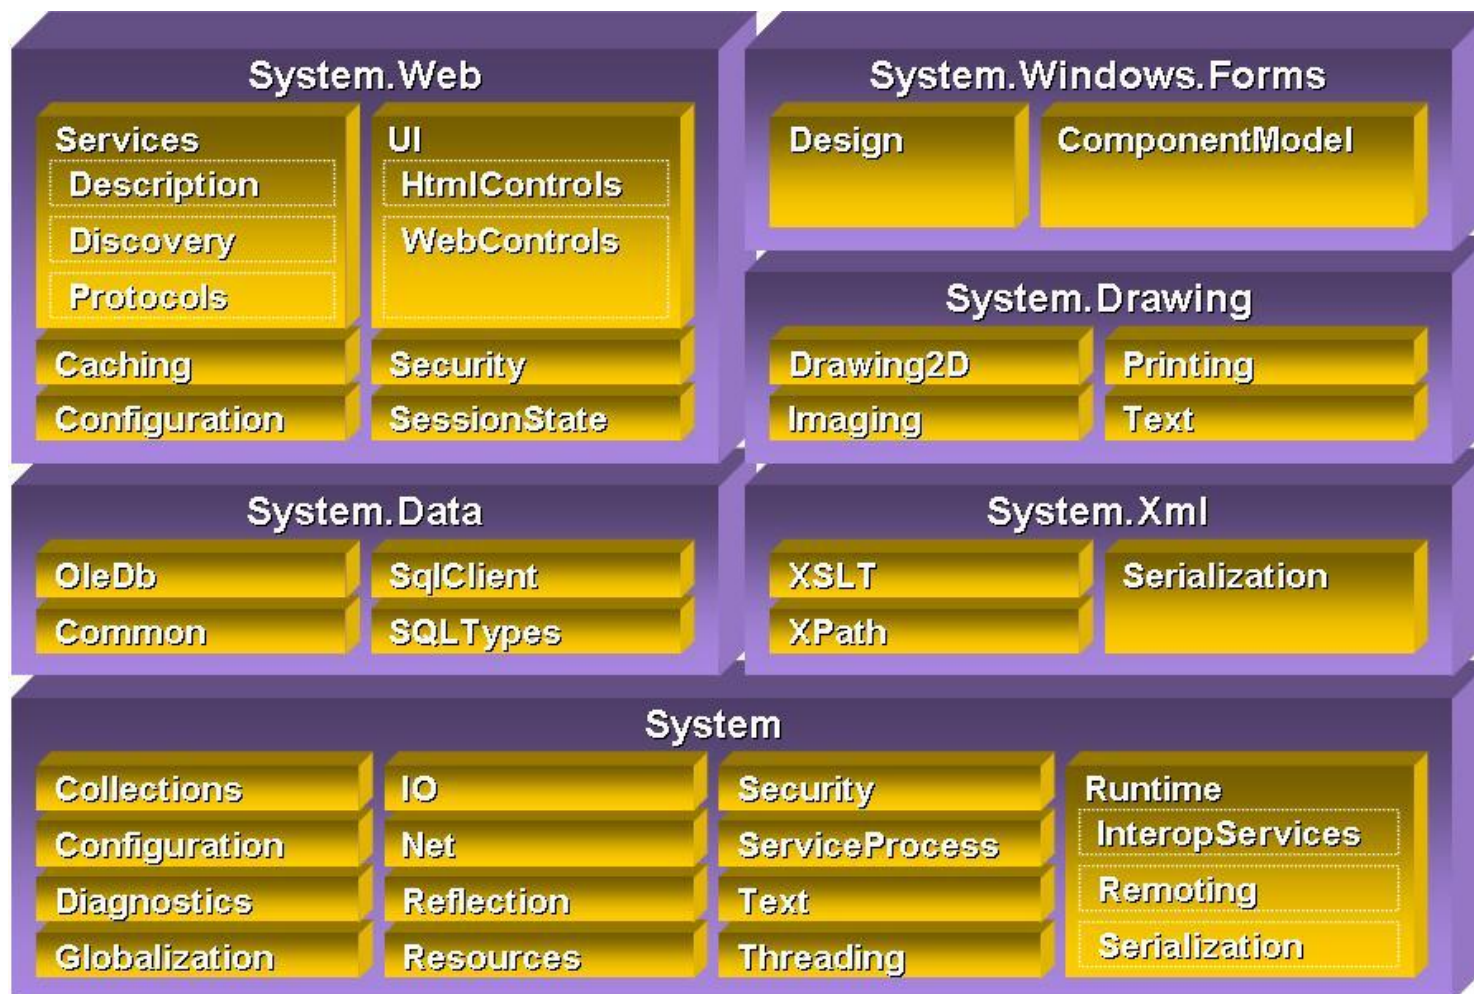 System.Web
Services
Description
Discovery
Protocols
UI
HtmlControls
WebControls
Caching
Security
Configuration
SessionState
System.Windows.Forms
Design
ComponentModel
System.Drawing
Drawing2D
Printing
Imaging
Text
System.Data
OleDb
SqlClient
Common
SQLTypes
System.Xml
XSLT
Serialization
XPath
System
Collections
Configuration
Diagnostics
Globalization
IO
Net
Reflection
Resources
Security
ServiceProcess
Text
Threading
Runtime
InteropServices
Remoting
Serialization